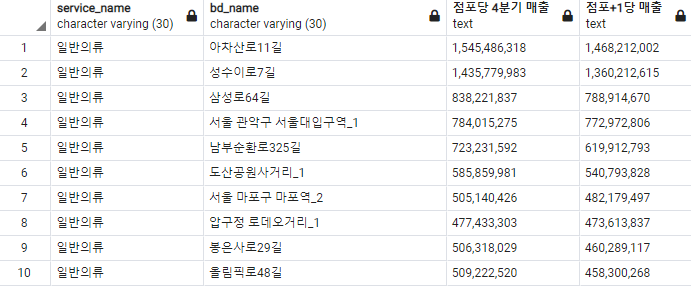 service_name bd_name 점포당 4분기 매출 점포+1당 매출
character varying (30) character varying (30) text text
1 일반의류 아차산로11길 1,545,486,318 1,468,212,002
2 일반의류 성수이로7길 1,435,779,983 1,360,212,615
3 일반의류 삼성로64길 838,221,837 788,914,670
4 일반의류 서울 관악구 서울대입구역_1 784,015,275 772,972,806
5 일반의류 남부순환로325길 723,231,592 619,912,793
6 일반의류 도산공원사거리_1 585,859,981 540,793,828
7 일반의류 서울 마포구 마포역_2 505,140,426 482,179,497
8 일반의류 압구정 로데오거리_1 477,433,303 473,613,837
9 일반의류 봉은사로29길 506,318,029 460,289,117
10 일반의류 올림픽로48길 509,222,520 458,300,268